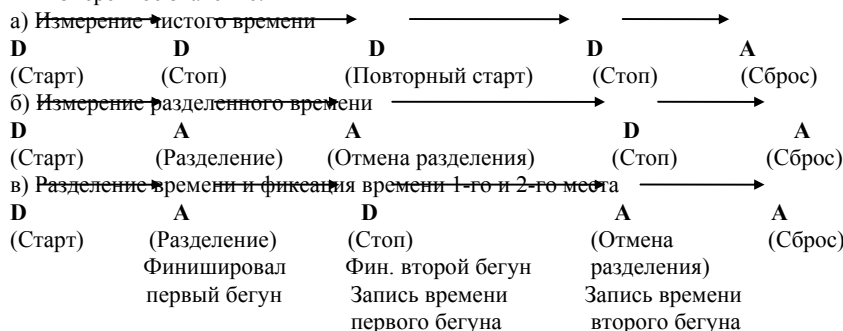 а) Измерение чистого времени
D D D D A
(Старт) (Стоп) (Повторный старт) (Стоп) (Сброс)
б) Измерение разделенного времени
D A A D A
(Старт) (Разделение) (Отмена разделения) (Стоп) (Сброс)
в) Разделение времени и фиксация времени 1-го и 2-го места
D A D A A
(Старт) (Разделение) (Стоп) (Отмена (Сброс)
Финишировал Фин. второй бегун разделения)
первый бегун Запись времени Запись времени
первого бегуна второго бегуна